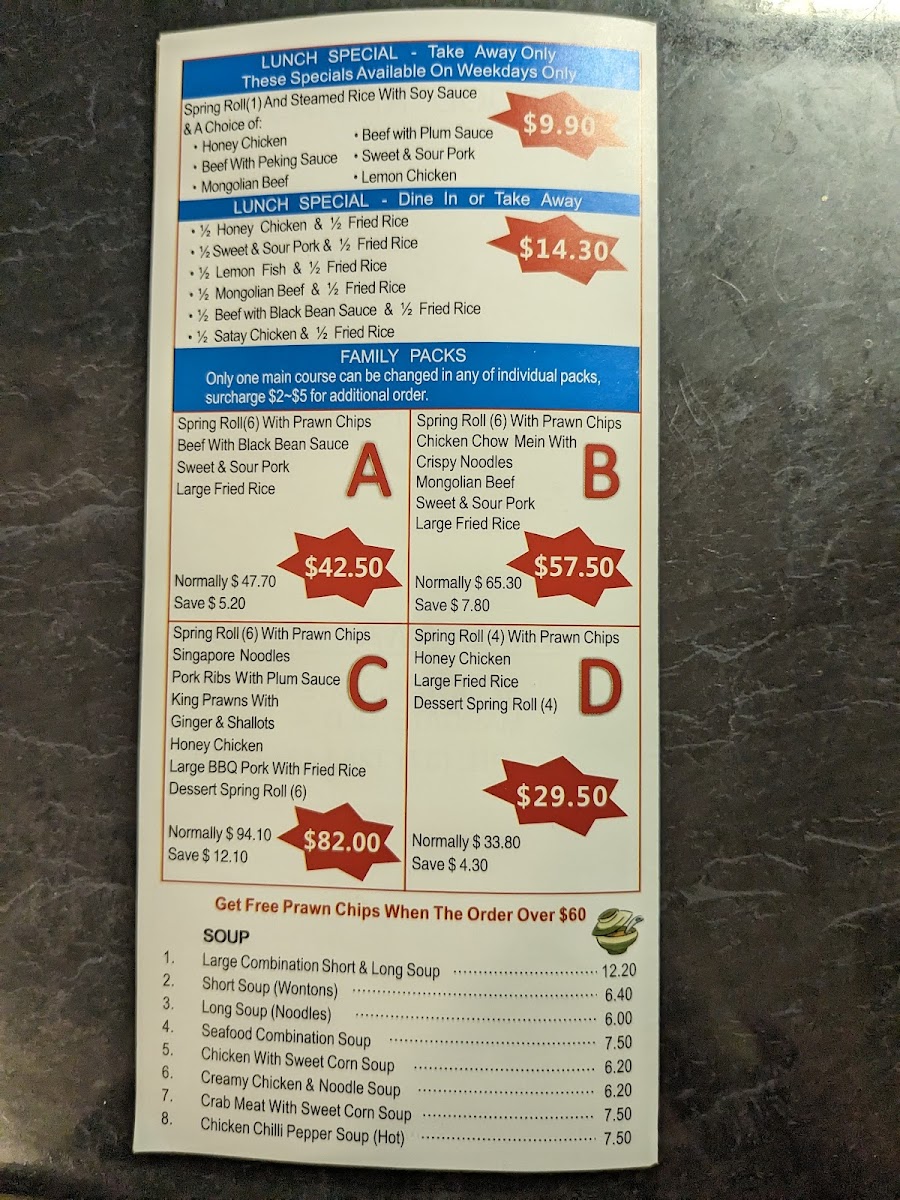 LUNCH SPECIAL - Take Away Only
These Specials Available On Weekdays Only
Spring Roll(1) And Steamed Rice With Soy Sauce
& A Choice of:
• Honey Chicken
• Beef With Peking Sauce
• Mongolian Beef
• Beef with Plum Sauce
• Sweet & Sour Pork
• Lemon Chicken
$9.90
LUNCH SPECIAL - Dine In or Take Away
• ½ Honey Chicken & ½ Fried Rice
• ½ Sweet & Sour Pork & ½ Fried Rice
• ½ Lemon Fish & ½ Fried Rice
• ½ Mongolian Beef & ½ Fried Rice
• ½ Beef with Black Bean Sauce & ½ Fried Rice
• ½ Satay Chicken & ½ Fried Rice
$14.30
FAMILY PACKS
Only one main course can be changed in any of individual packs,
surcharge $2~$5 for additional order.
Spring Roll(6) With Prawn Chips
Beef With Black Bean Sauce
Sweet & Sour Pork
Large Fried Rice
A
$42.50
Normally $ 47.70
Save $ 5.20
Spring Roll (6) With Prawn Chips
Chicken Chow Mein With
Crispy Noodles
Mongolian Beef
Sweet & Sour Pork
Large Fried Rice
B
$57.50
Normally $ 65.30
Save $ 7.80
Spring Roll (6) With Prawn Chips
Singapore Noodles
Pork Ribs With Plum Sauce
King Prawns With
Ginger & Shallots
Honey Chicken
Large BBQ Pork With Fried Rice
Dessert Spring Roll (6)
C
Normally $ 94.10
Save $ 12.10
$82.00
Spring Roll (4) With Prawn Chips
Honey Chicken
Large Fried Rice
Dessert Spring Roll (4)
D
$29.50
Normally $ 33.80
Save $ 4.30
Get Free Prawn Chips When The Order Over $60
SOUP
1. Large Combination Short & Long Soup 12.20
2. Short Soup (Wontons) 6.40
3. Long Soup (Noodles) 6.00
4. Seafood Combination Soup 7.50
5. Chicken With Sweet Corn Soup 6.20
6. Creamy Chicken & Noodle Soup 6.20
7. Crab Meat With Sweet Corn Soup 7.50
8. Chicken Chilli Pepper Soup (Hot) 7.50